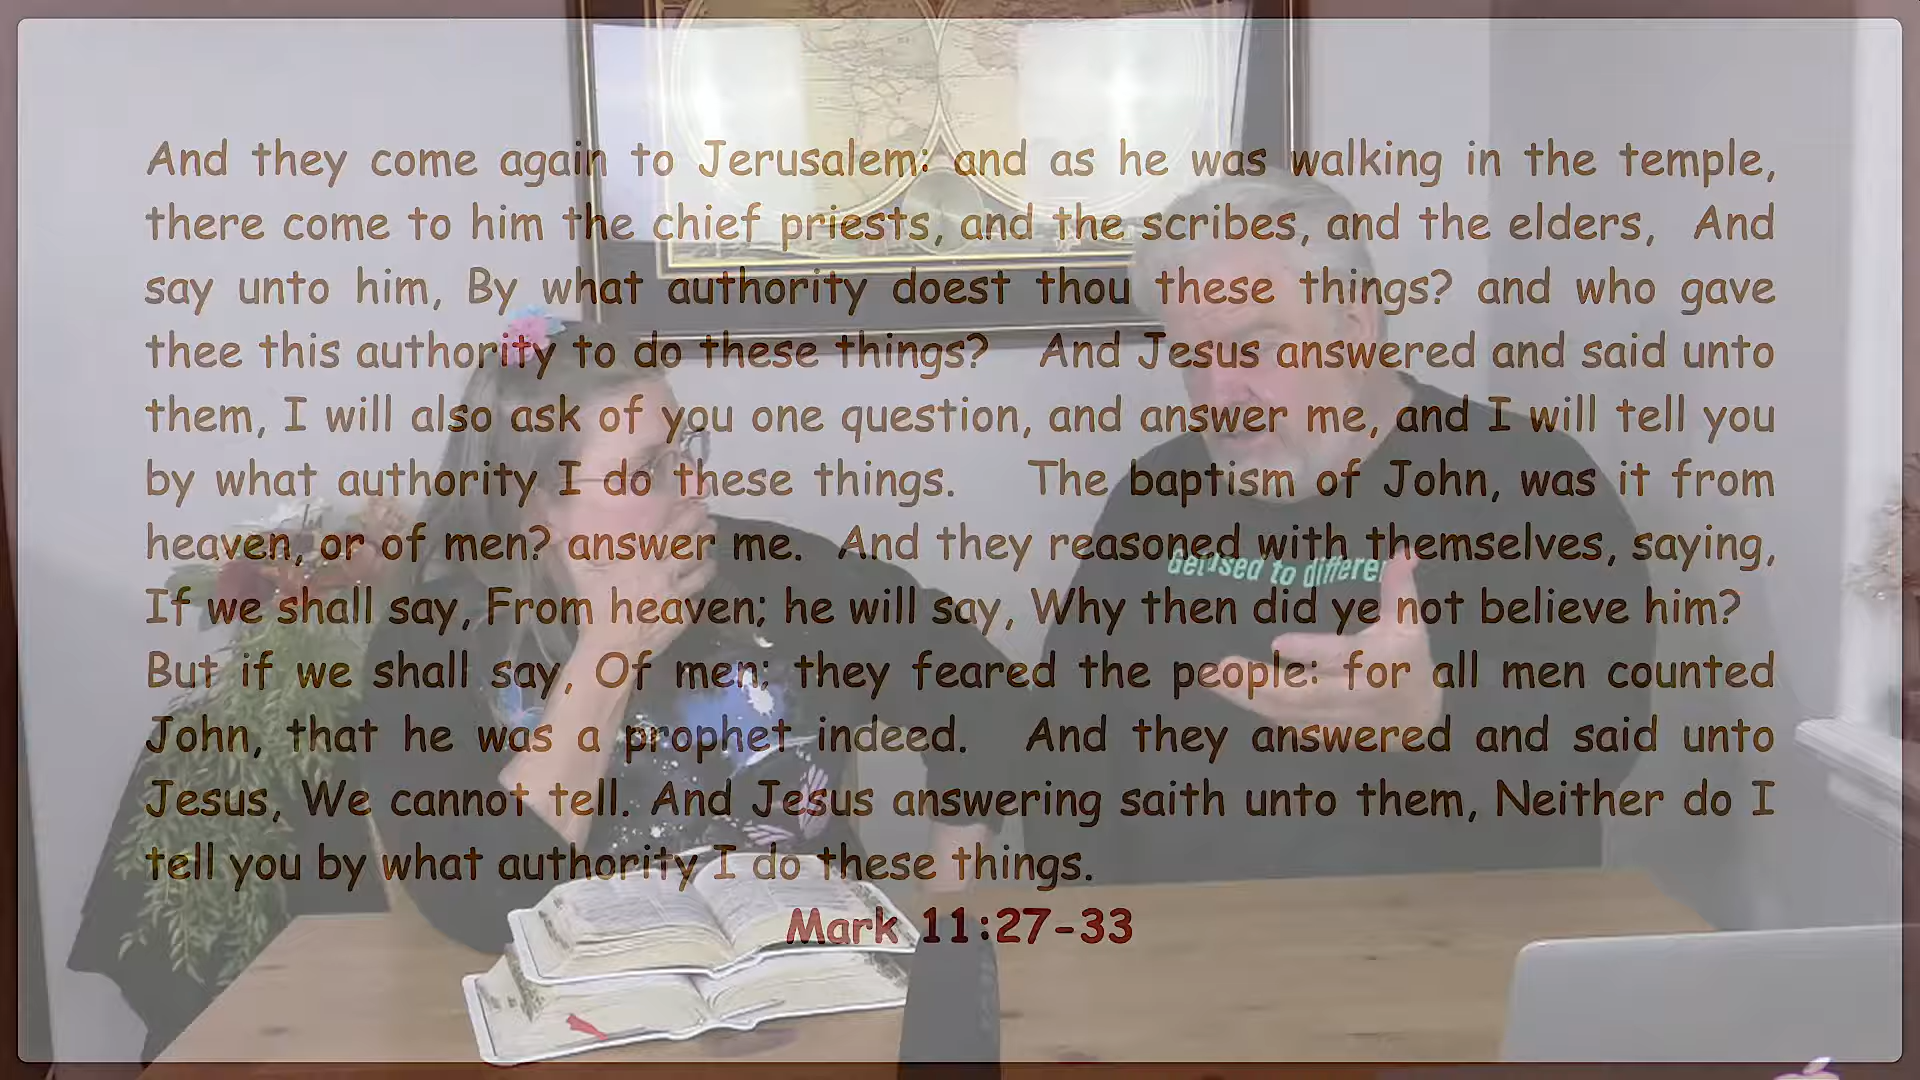 And they come again to Jerusalem: and as he was walking in the temple,
there come to him the chief priests, and the scribes, and the elders, And
say unto him, By what authority doest thou these things? and who gave
thee this authority to do these things? And Jesus answered and said unto
them, I will also ask of you one question, and answer me, and I will tell you
by what authority I do these things. The baptism of John, was it from
heaven, or of men? answer me. And they reasoned with themselves, saying,
Get used to different
If we shall say, From heaven; he will say, Why then did ye not believe him?
But if we shall say, Of men; they feared the people: for all men counted
John, that he was a prophet indeed. And they answered and said unto
Jesus, We cannot tell. And Jesus answering saith unto them, Neither do I
tell you by what authority I do these things.
Mark 11:27-33